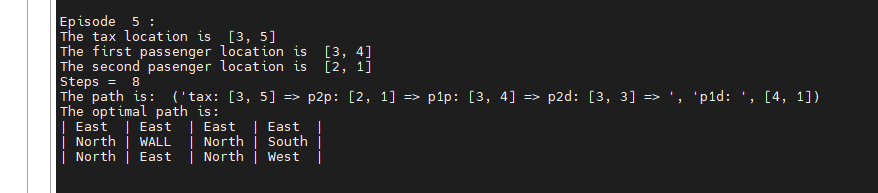 Episode  5 :
The tax location is  [3, 5]
The first passenger location is  [3, 4]
The second pasenger location is  [2, 1]
Steps =  8
The path is:  ('tax: [3, 5] => p2p: [2, 1] => p1p: [3, 4] => p2d: [3, 3] => ', 'p1d: ', [4, 1])
The optimal path is:
| East  | East  | East  | East  |
| North | WALL  | North | South |
| North | East  | North | West  |